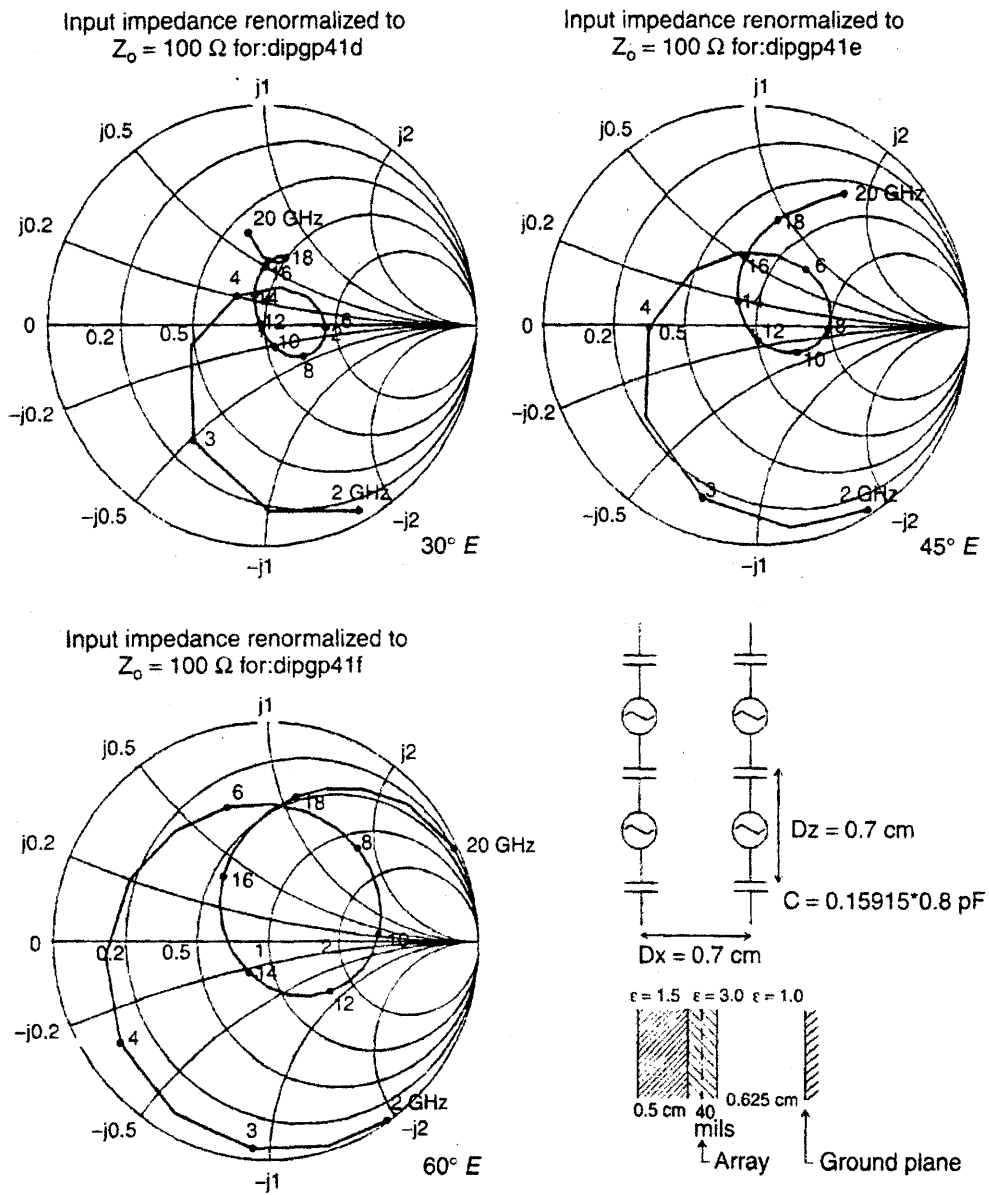 Input impedance renormalized to
Zo = 100 Ω for:dipgp41d
j1
j0.5
j2
j0.2
20 GHz
18
16
4
14
0
0.2
0.5
12
2
6
10
8
-j0.2
3
2 GHz
-j0.5
-j2
-j1
30° E
Input impedance renormalized to
Zo = 100 Ω for:dipgp41e
j1
j0.5
j2
20 GHz
j0.2
18
16
6
4
14
0
0.2
0.5
12
8
10
-j0.2
3
2 GHz
-j0.5
-j2
-j1
45° E
Input impedance renormalized to
Zo = 100 Ω for:dipgp41f
j1
j0.5
j2
6
18
j0.2
8
20 GHz
16
0
0.2
0.5
1
2
10
14
12
-j0.2
4
2 GHz
-j0.5
-j2
3
-j1
60° E
Dz = 0.7 cm
C = 0.15915*0.8 pF
Dx = 0.7 cm
ε = 1.5 ε = 3.0 ε = 1.0
0.625 cm
0.5 cm 40
mils
Array
Ground plane